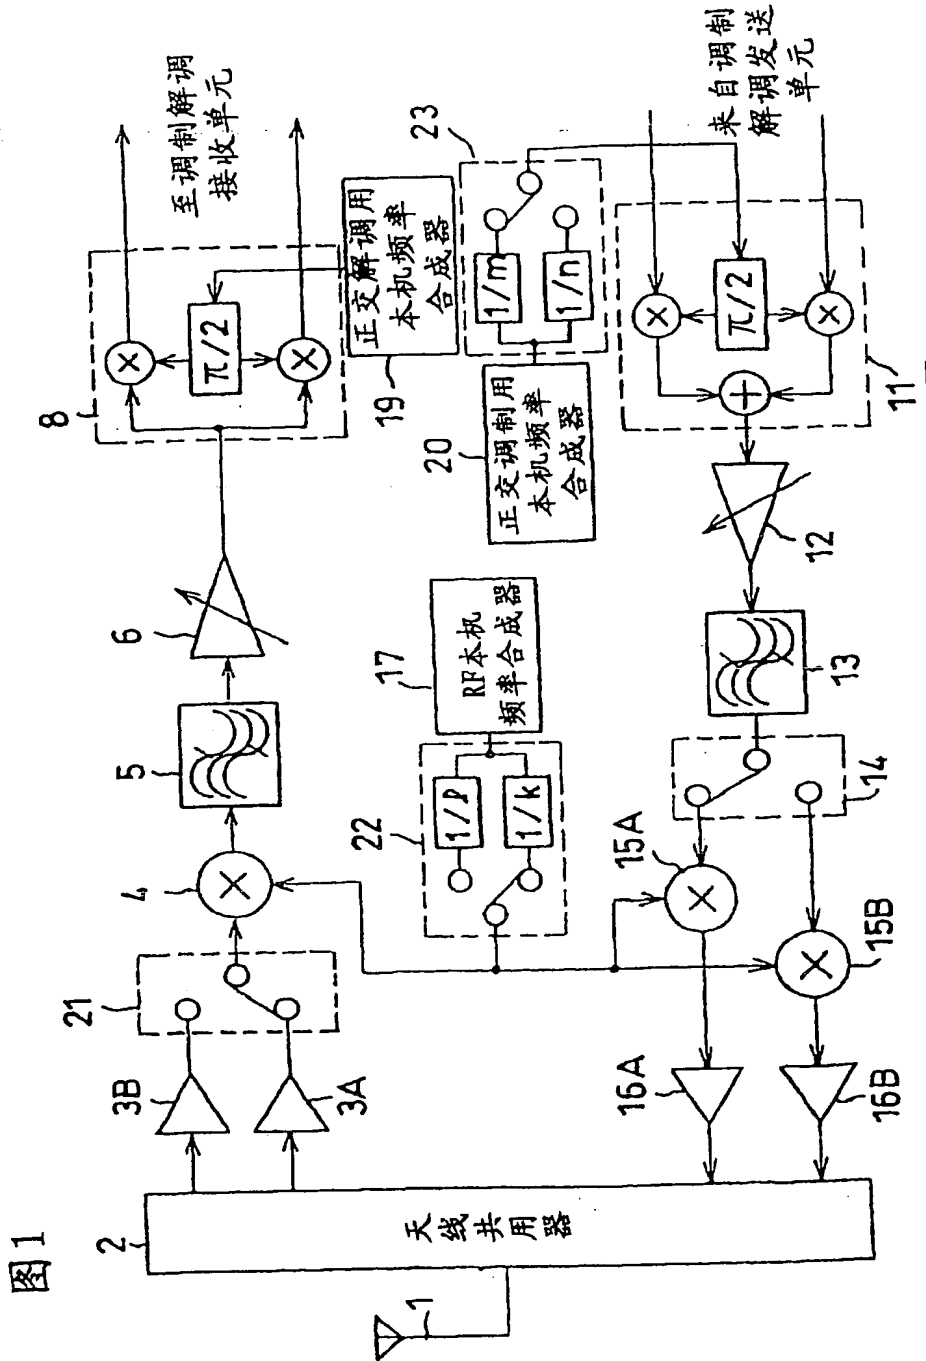 图1
1
2
天线共用器
3B
3A
21
4
5
6
8
π/2
至调制解调
接收单元
19
正交解调用
本机频率
合成器
22
1/ℓ
1/k
17
RF本机
频率合成器
20
正交调制用
本机频率
合成器
23
1/m
1/n
16A
16B
15A
15B
14
13
12
11
π/2
来自调制
解调发送
单元